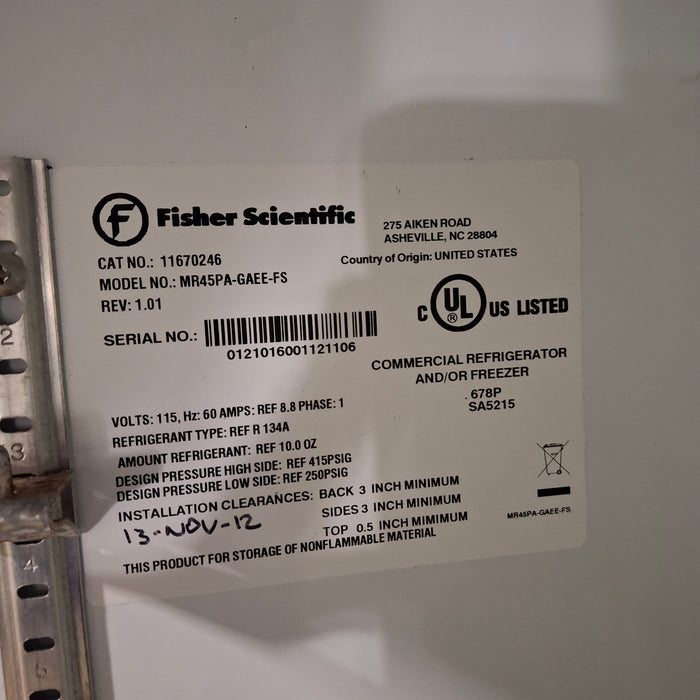 F Fisher Scientific
275 AIKEN ROAD
ASHEVILLE, NC 28804
Country of Origin: UNITED STATES
CAT NO.: 11670246
MODEL NO.: MR45PA-GAEE-FS
REV: 1.01
SERIAL NO.:
0121016001121106
C UL ® US LISTED
COMMERCIAL REFRIGERATOR
AND/OR FREEZER
678P
SA5215
VOLTS: 115, Hz: 60 AMPS: REF 8.8 PHASE: 1
REFRIGERANT TYPE: REF R 134A
AMOUNT REFRIGERANT: REF 10.0 OZ
DESIGN PRESSURE HIGH SIDE: REF 415PSIG
DESIGN PRESSURE LOW SIDE: REF 250PSIG
INSTALLATION CLEARANCES: BACK 3 INCH MINIMUM
SIDES 3 INCH MINIMUM
TOP 0.5 INCH MIMIMUM
13-NOV-12
THIS PRODUCT FOR STORAGE OF NONFLAMMABLE MATERIAL
MR45PA-GAEE-FS
2
3
4
5